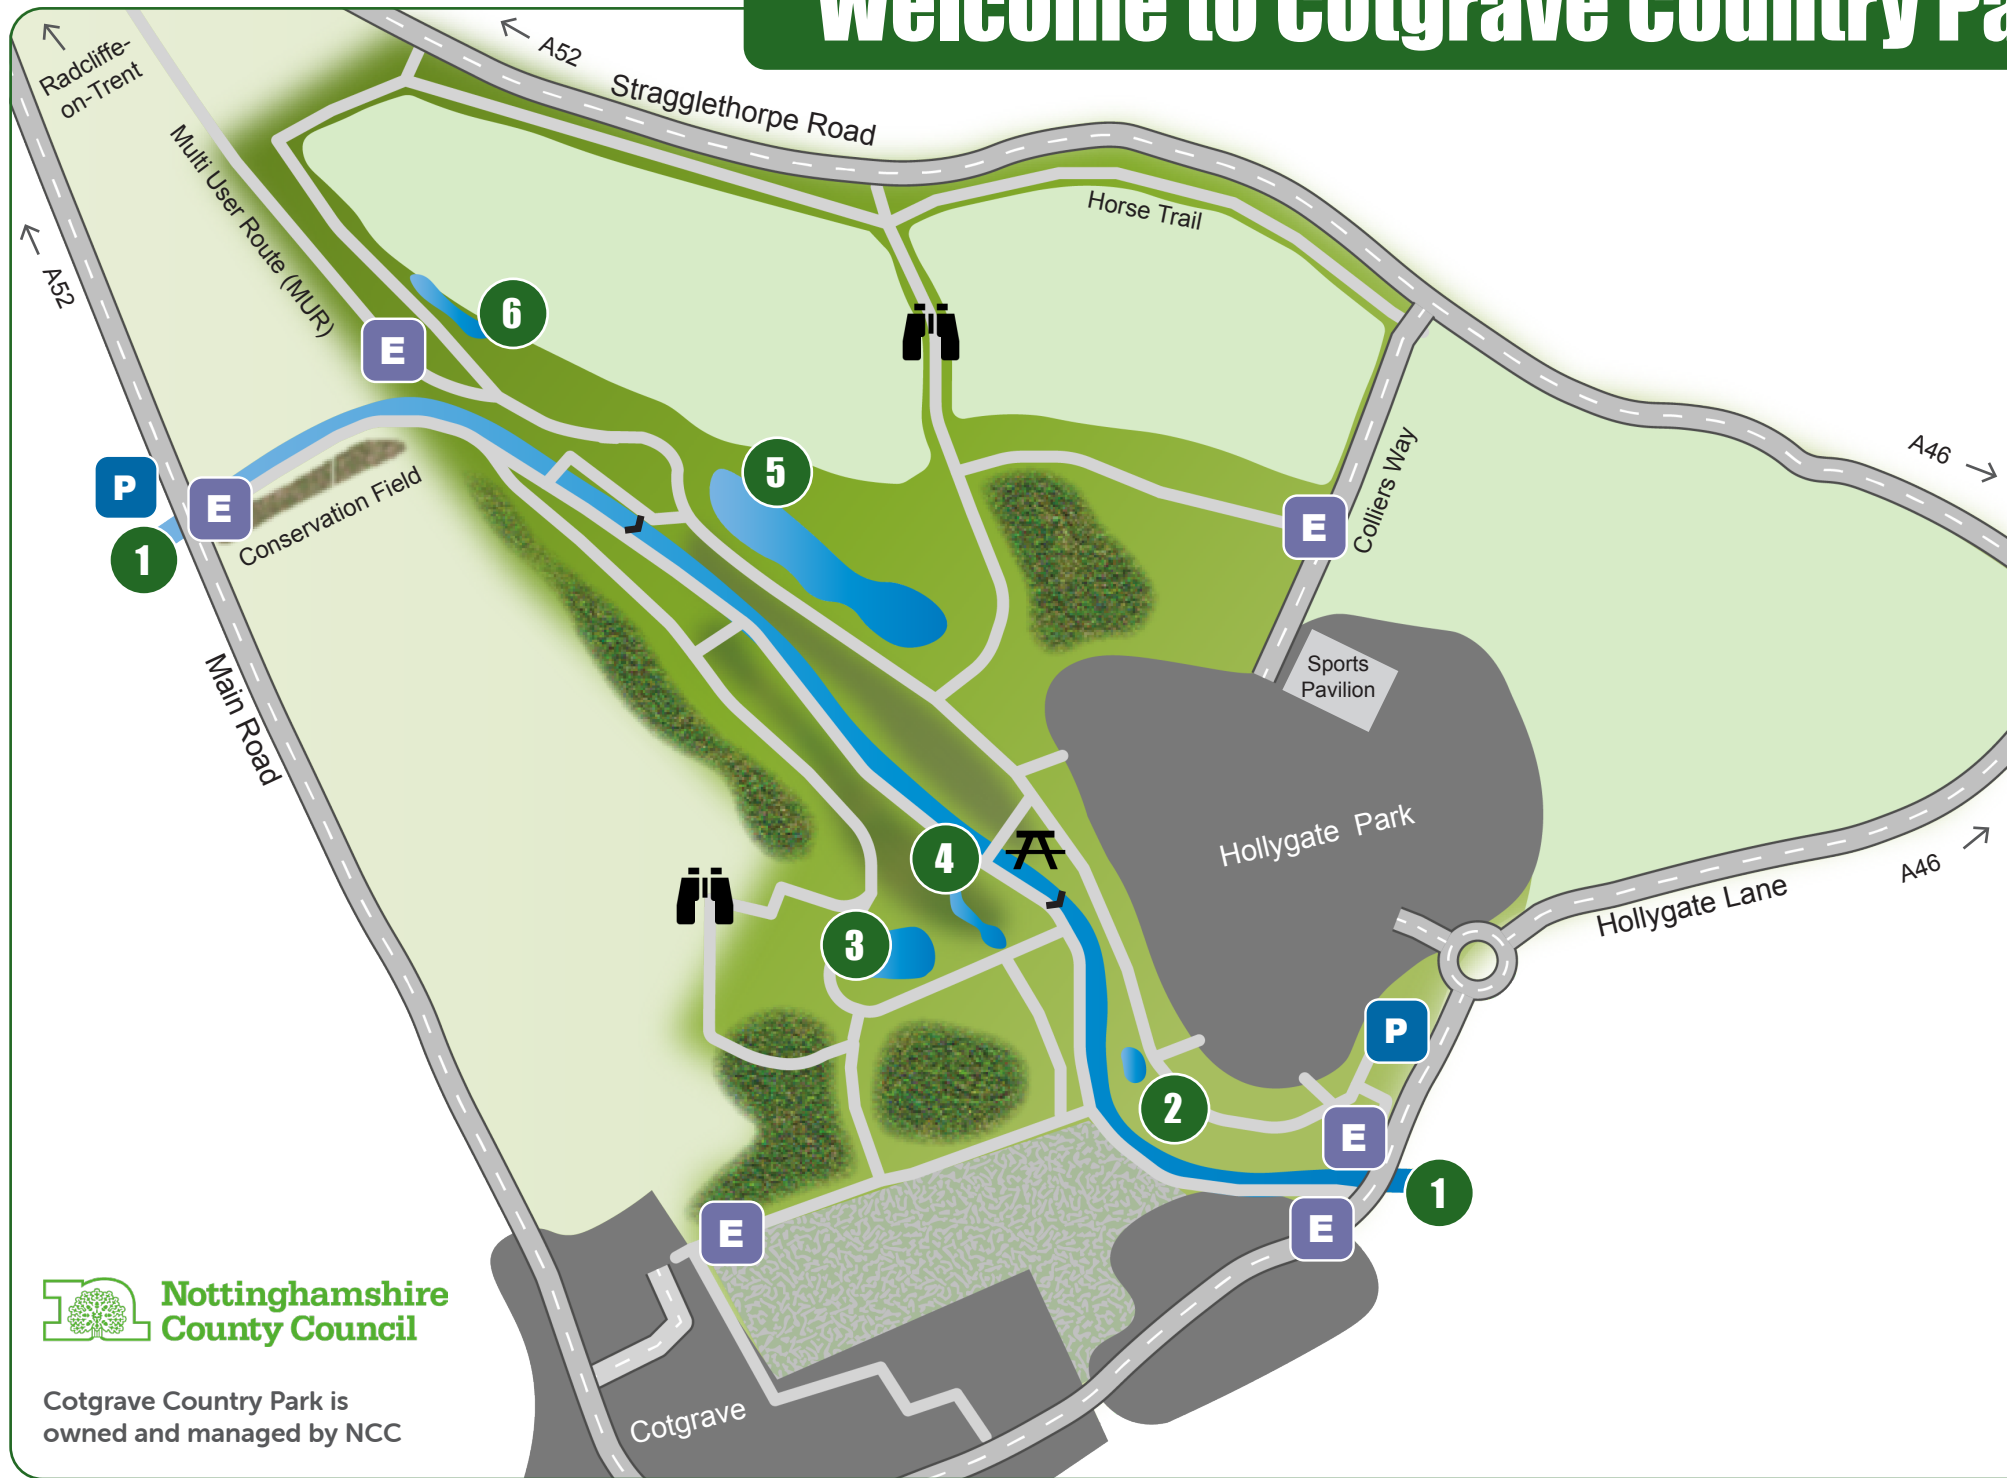 Welcome to Cotgrave Country Pa
A52
Stragglethorpe Road
Radcliffe-
on-Trent
Multi User Route (MUR)
Horse Trail
A52
6
E
5
P
E
1
Conservation Field
E
Colliers Way
A46
Main Road
Sports
Pavilion
Hollygate Park
4
3
A46
Hollygate Lane
P
2
E
1
E
E
Nottinghamshire
County Council
Cotgrave Country Park is
owned and managed by NCC
Cotgrave